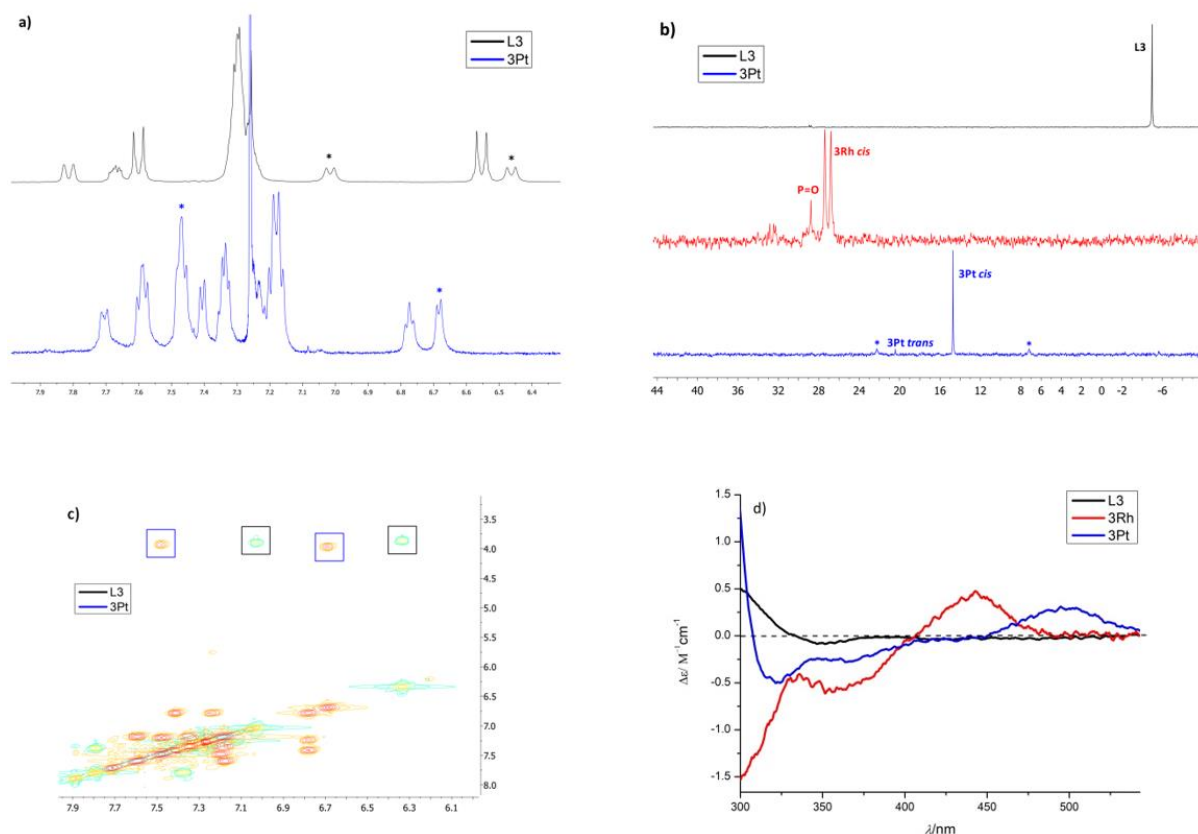 a)
L3
3Pt
*
*
*
*
7.9 7.8 7.7 7.6 7.5 7.4 7.3 7.2 7.1 7.0 6.9 6.8 6.7 6.6 6.5 6.4
b)
L3
3Pt
L3
3Rh cis
P=O
3Pt cis
* 3Pt trans *
44 40 36 32 28 24 20 16 12 8 4 0 -2 -6
c)
3.5
4.0
4.5
L3
3Pt
5.0
5.5
6.0
6.5
7.0
7.5
8.0
7.9 7.7 7.5 7.3 7.1 6.9 6.7 6.5 6.3 6.1
d)
L3
3Rh
3Pt
1.5
1.0
0.5
0.0
-0.5
-1.0
-1.5
Δε/ M⁻¹cm⁻¹
300 350 400 450 500
λ/nm